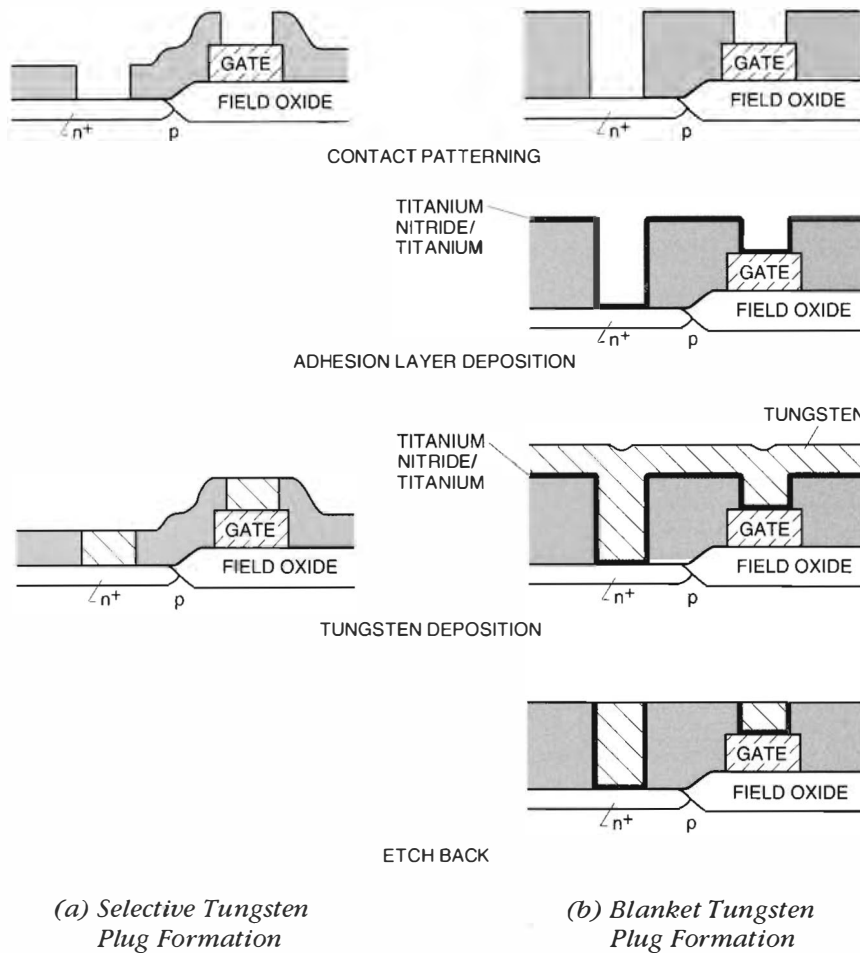 GATE
FIELD OXIDE
n+
p
GATE
FIELD OXIDE
n+
p
CONTACT PATTERNING
TITANIUM
NITRIDE/
TITANIUM
GATE
FIELD OXIDE
n+
p
ADHESION LAYER DEPOSITION
TUNGSTEN
TITANIUM
NITRIDE/
TITANIUM
GATE
FIELD OXIDE
n+
p
GATE
FIELD OXIDE
n+
p
TUNGSTEN DEPOSITION
GATE
FIELD OXIDE
n+
p
ETCH BACK
(a) Selective Tungsten
Plug Formation
(b) Blanket Tungsten
Plug Formation